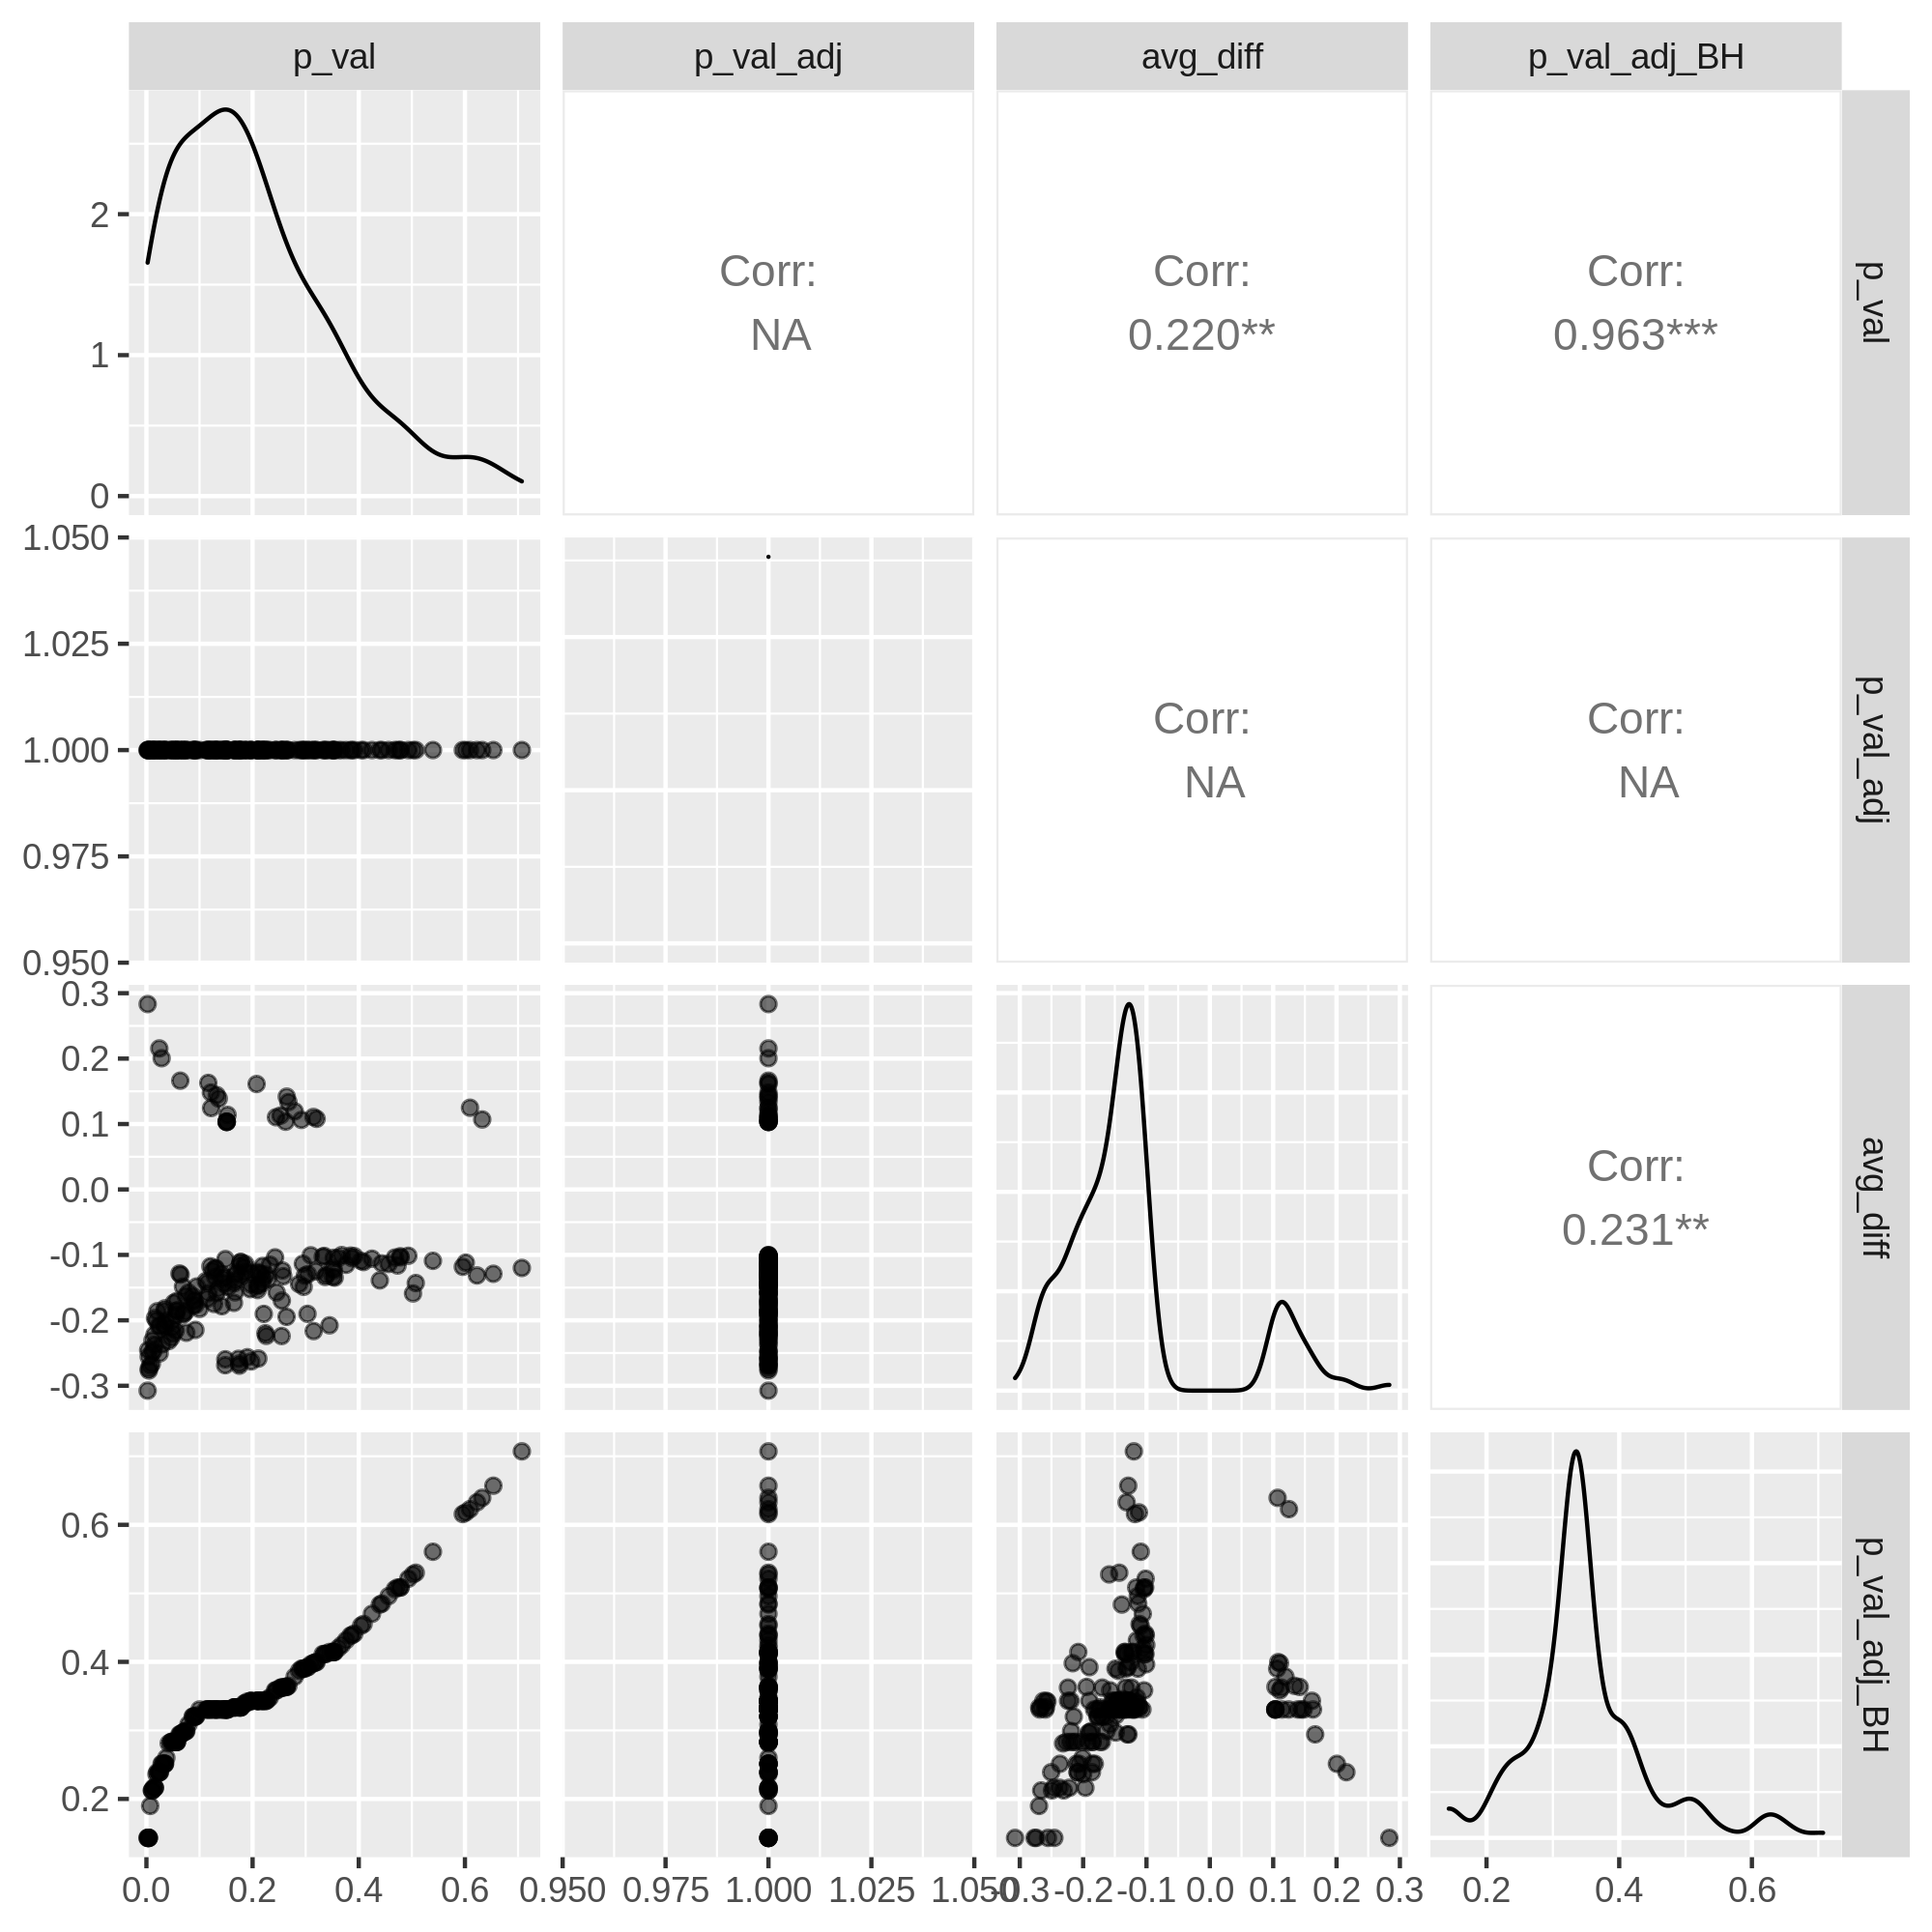 p_val
p_val_adj
avg_diff
p_val_adj_BH
2
1
0
Corr:
NA
Corr:
0.220**
Corr:
0.963***
p_val
1.050
1.025
1.000
0.975
0.950
Corr:
NA
Corr:
NA
p_val_adj
0.3
0.2
0.1
0.0
-0.1
-0.2
-0.3
Corr:
0.231**
avg_diff
0.6
0.4
0.2
p_val_adj_BH
0.0 0.2 0.4 0.6
0.950 0.975 1.000 1.025 1.050
-0.3 -0.2 -0.1 0.0 0.1 0.2 0.3
0.2 0.4 0.6